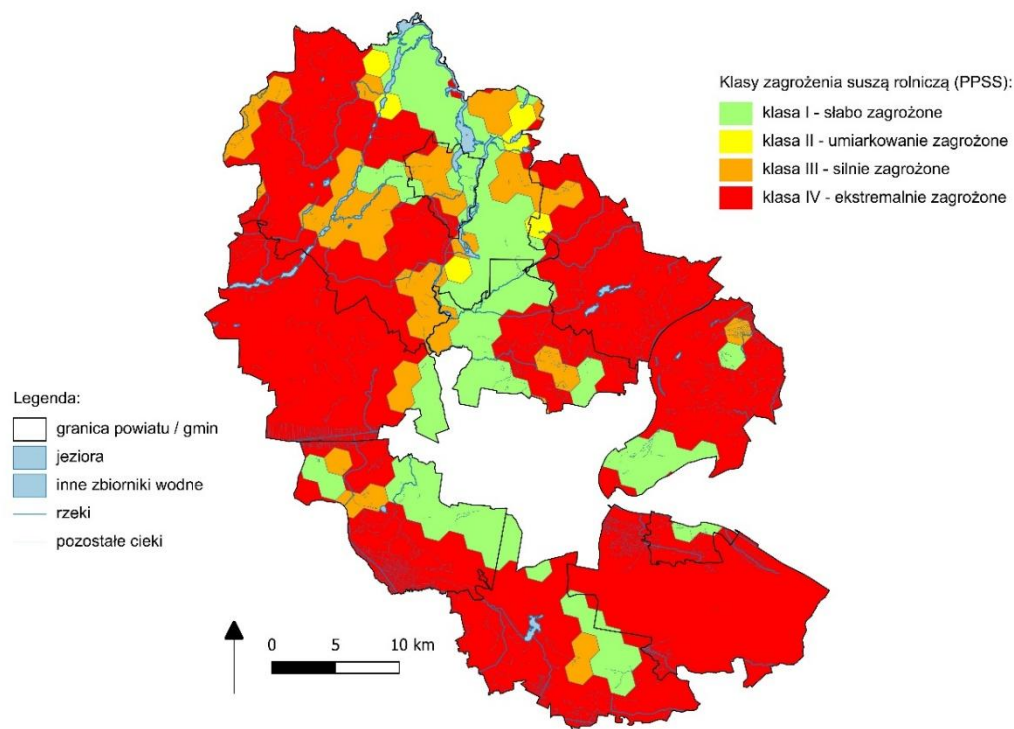 Klasy zagrożenia suszą rolniczą (PPSS):
klasa I - słabo zagrożone
klasa II - umiarkowanie zagrożone
klasa III - silnie zagrożone
klasa IV - ekstremalnie zagrożone
Legenda:
granica powiatu / gmin
jeziora
inne zbiorniki wodne
rzeki
pozostałe cieki
0 5 10 km